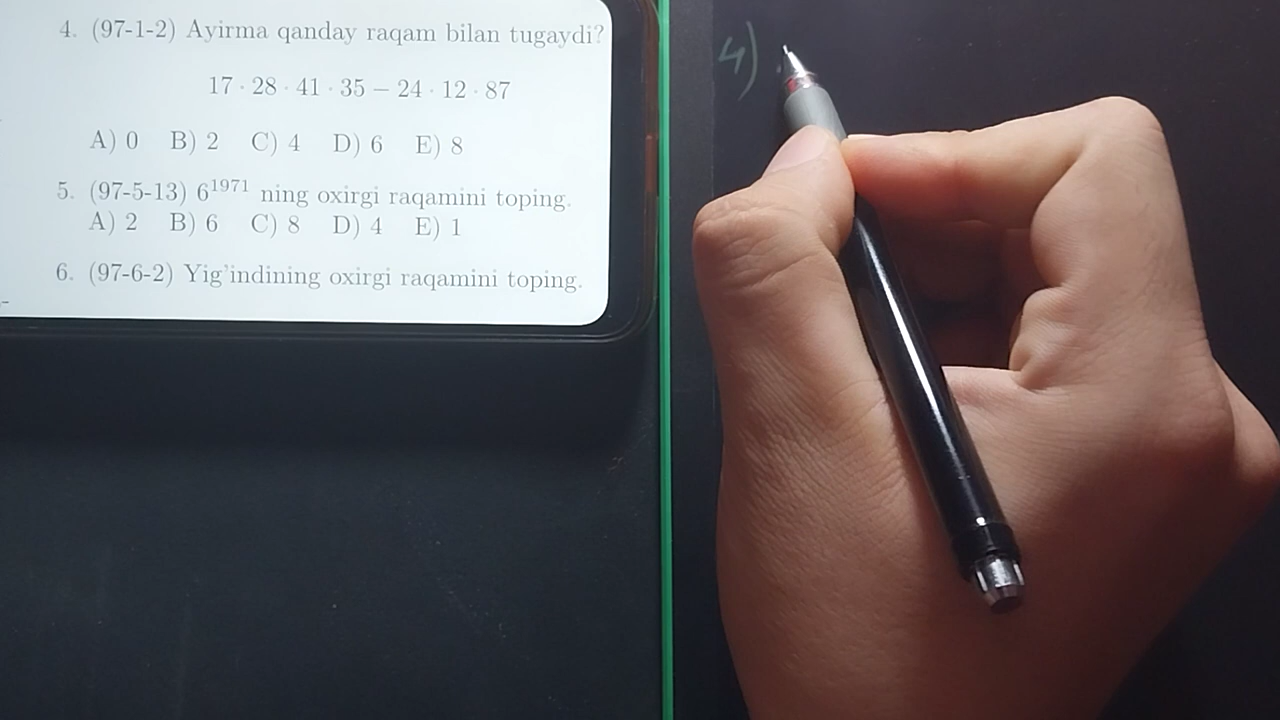 4. (97-1-2) Ayirma qanday raqam bilan tugaydi?
17 · 28 · 41 · 35 − 24 · 12 · 87
A) 0 B) 2 C) 4 D) 6 E) 8
5. (97-5-13) 6¹⁹⁷¹ ning oxirgi raqamini toping.
A) 2 B) 6 C) 8 D) 4 E) 1
6. (97-6-2) Yig'indining oxirgi raqamini toping.
4)